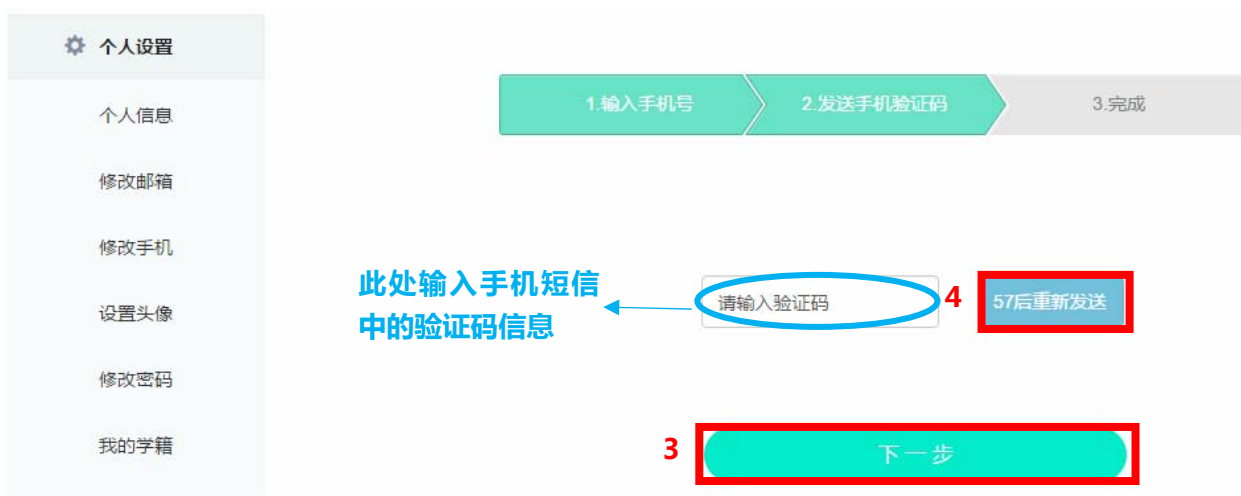 个人设置
个人信息
修改邮箱
修改手机
设置头像
修改密码
我的学籍
1.输入手机号
2.发送手机验证码
3.完成
此处输入手机短信
中的验证码信息
请输入验证码
4
57后重新发送
3
下一步